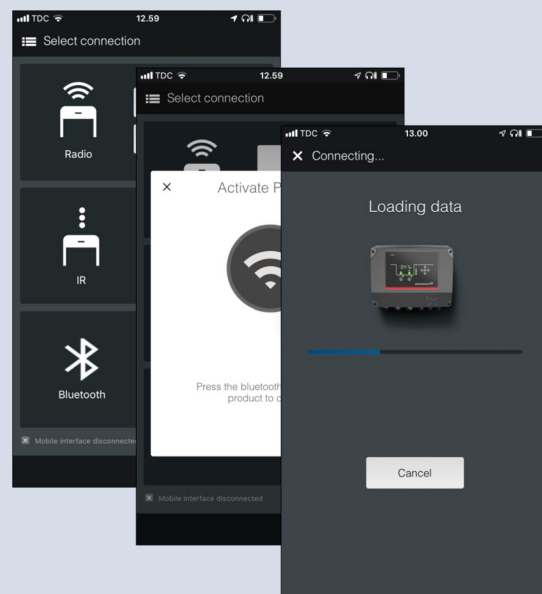 TDC 12.59
Select connection
Radio
IR
Bluetooth
Mobile interface disconnected
TDC 12.59
Select connection
Activate P
Press the bluetooth
product to c
Mobile interface disconnected
TDC 13.00
Connecting...
Loading data
Cancel